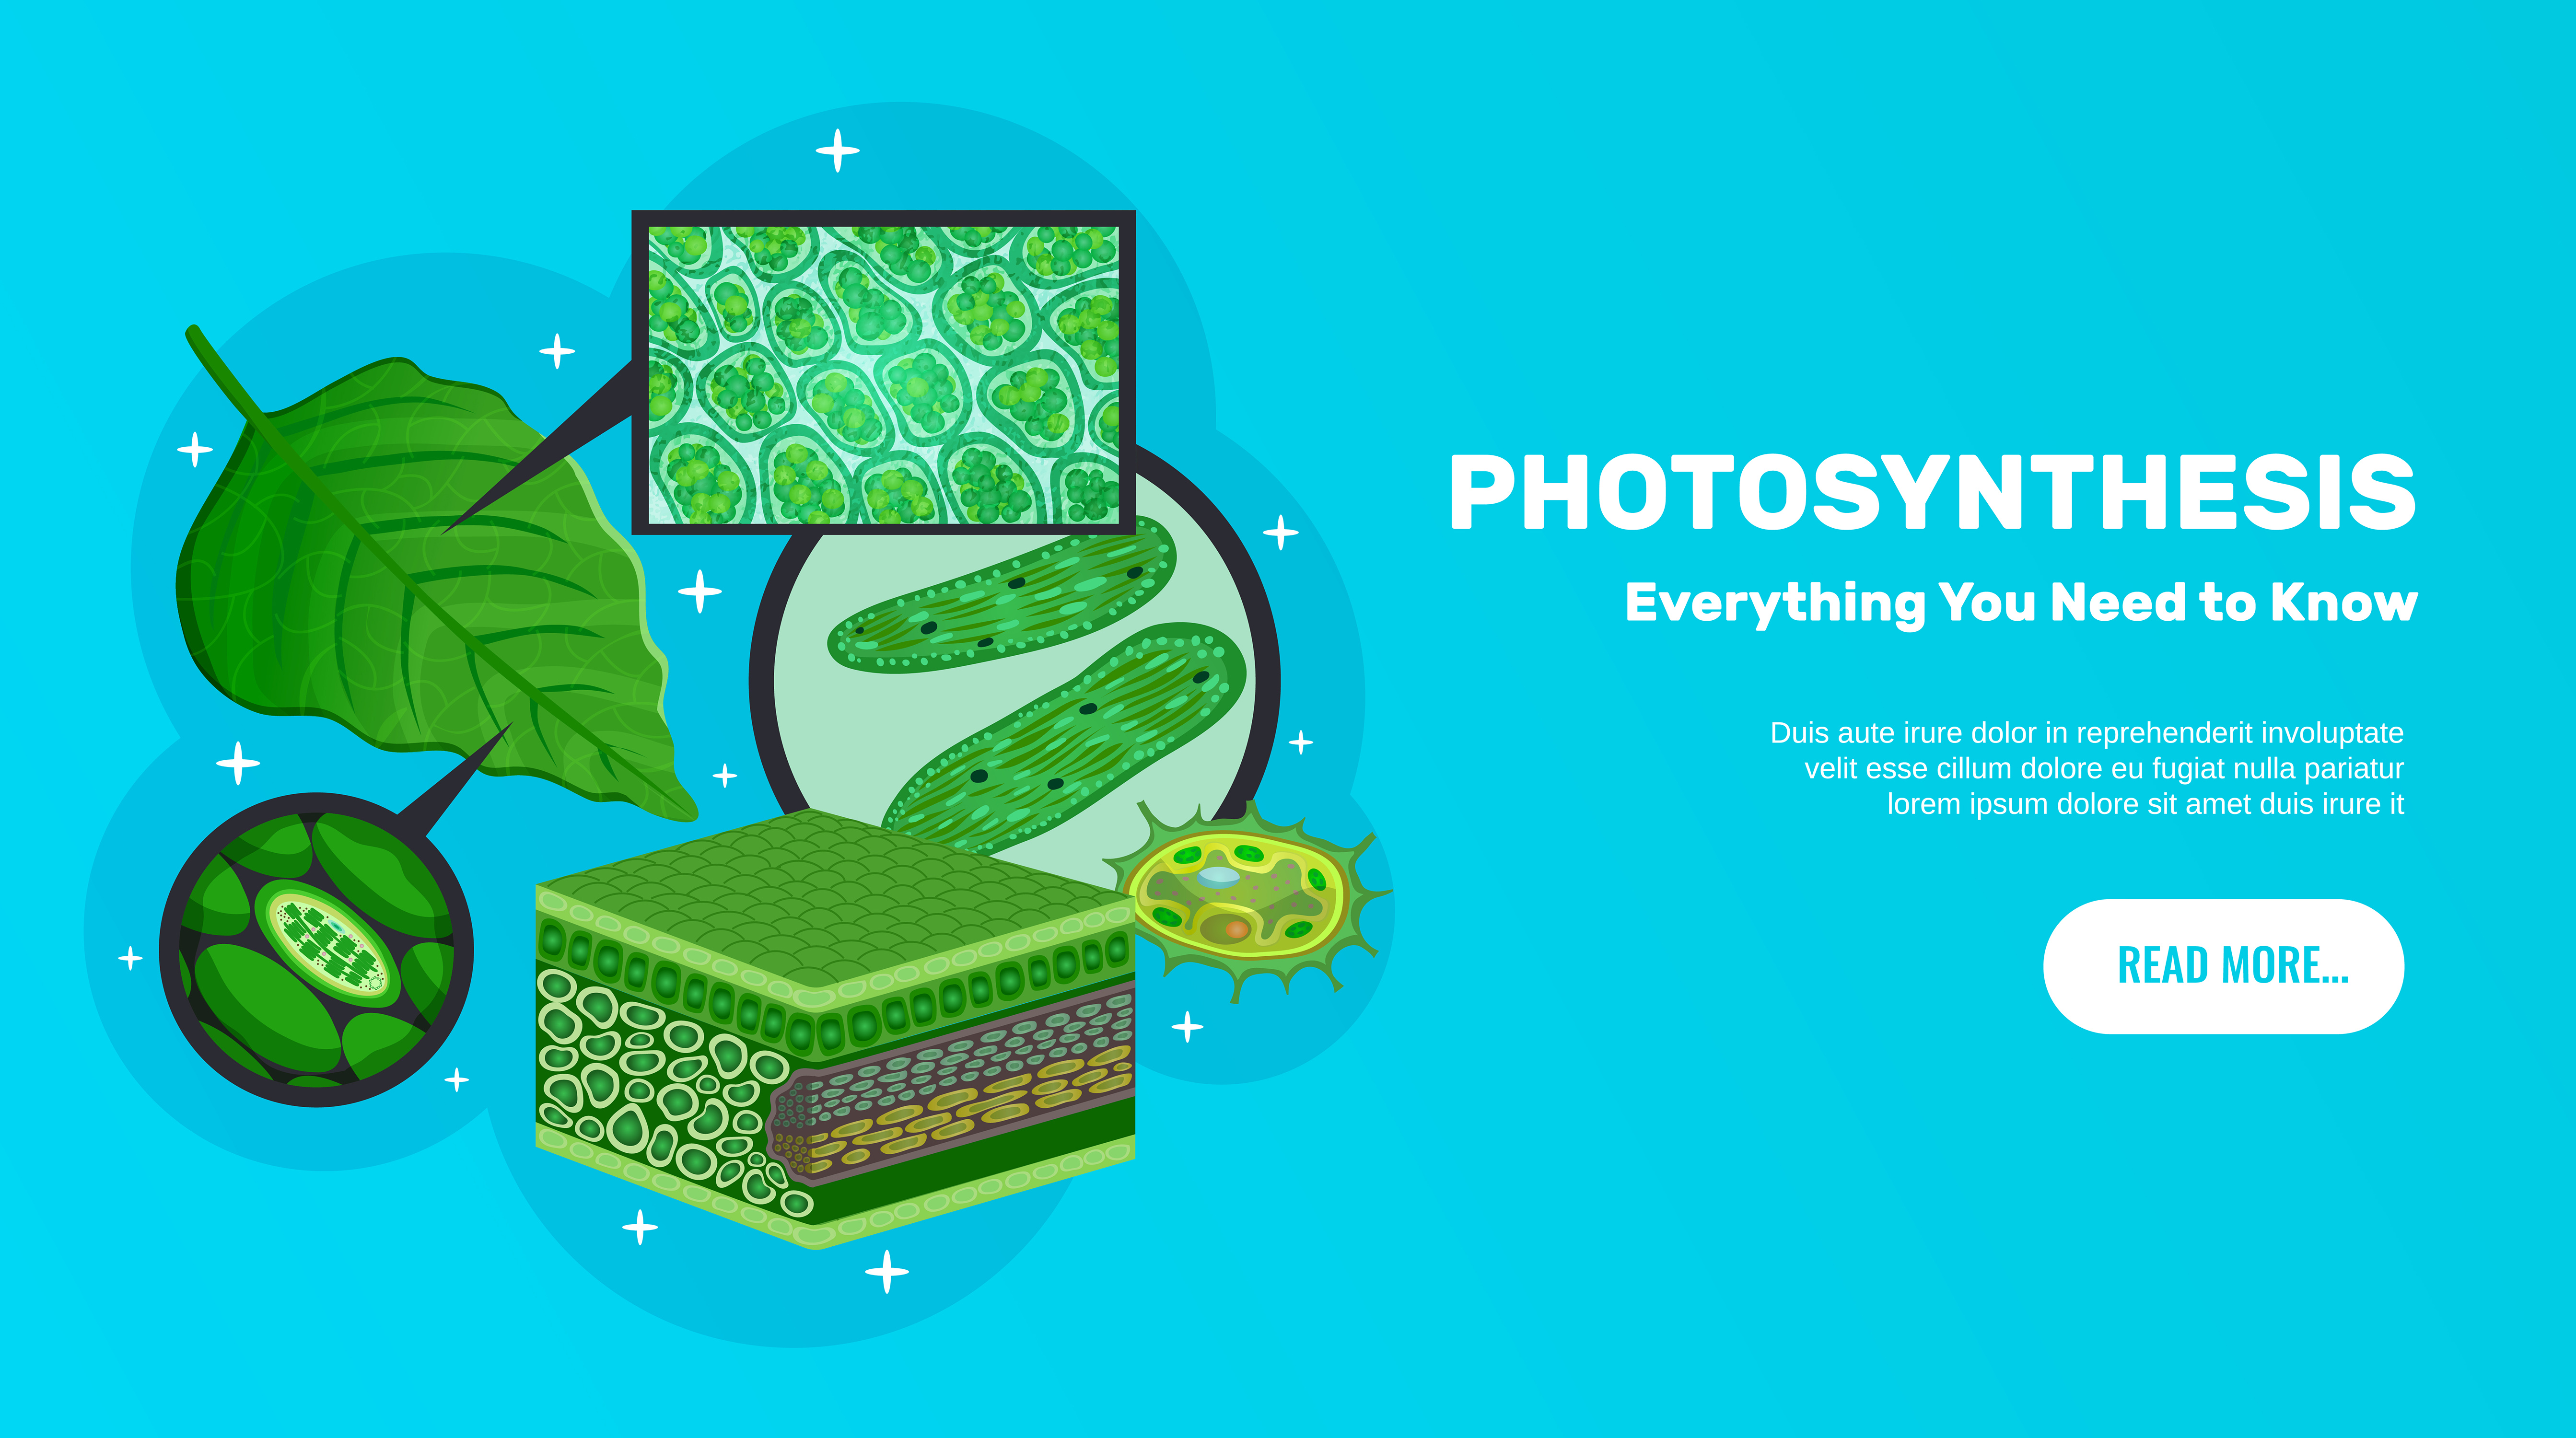 PHOTOSYNTHESIS
Everything You Need to Know
Duis aute irure dolor in reprehenderit involuptate
velit esse cillum dolore eu fugiat nulla pariatur
lorem ipsum dolore sit amet duis irure it
READ MORE...